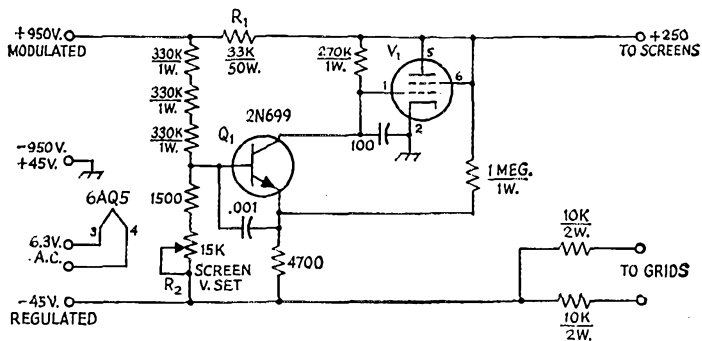 +950V.
MODULATED
R1
33K
50W.
330K
1W.
330K
1W.
330K
1W.
270K
1W.
V1
5
1
6
2
+250
TO SCREENS
2N699
Q1
100
-950V.
+45V.
6AQ5
3
4
6.3V.
A.C.
1500
.001
15K
SCREEN
V. SET
R2
4700
1 MEG.
1W.
10K
2W.
TO GRIDS
10K
2W.
-45V.
REGULATED